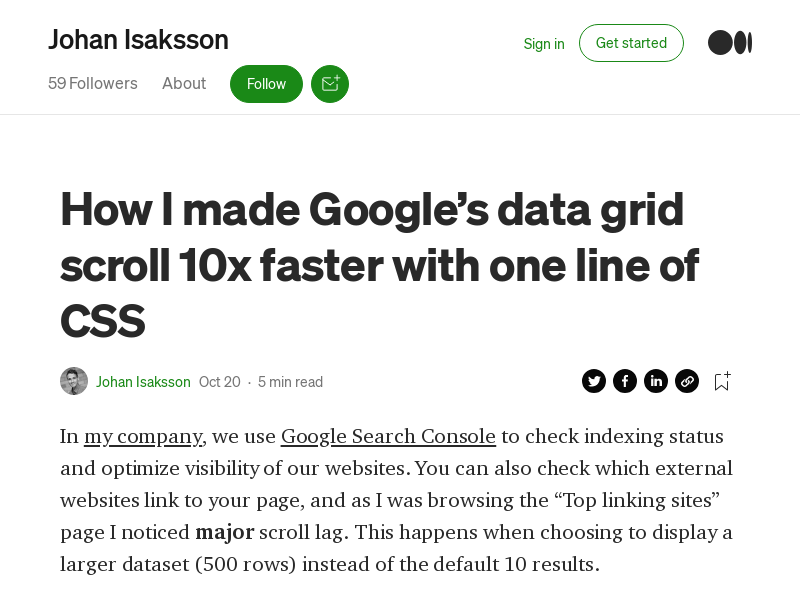 Johan Isaksson
Sign in
Get started
59 Followers
About
Follow
How I made Google’s data grid
scroll 10x faster with one line of
CSS
Johan Isaksson Oct 20 · 5 min read
In my company, we use Google Search Console to check indexing status
and optimize visibility of our websites. You can also check which external
websites link to your page, and as I was browsing the “Top linking sites”
page I noticed major scroll lag. This happens when choosing to display a
larger dataset (500 rows) instead of the default 10 results.